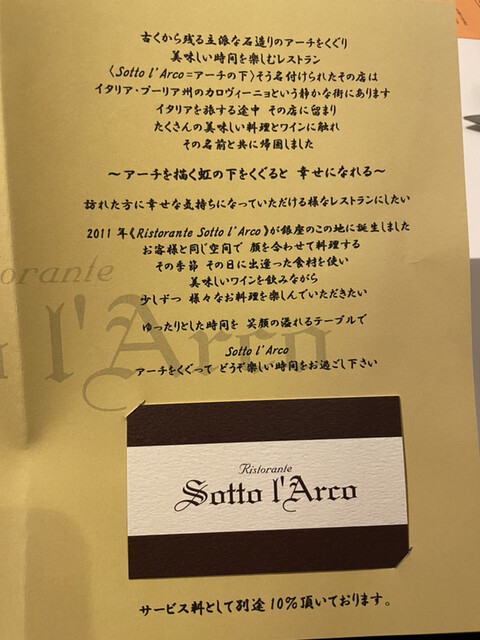 古くから残る立派な石造りのアーチをくぐり
美味しい時間を楽しむレストラン
〈Sotto l'Arco=アーチの下〉そう名付けられたその店は
イタリア・プーリア州のカロヴィーニョという静かな街にあります
イタリアを旅する途中 その店に留まり
たくさんの美味しい料理とワインに触れ
その名前と共に帰国しました
～アーチを描く虹の下をくぐると 幸せになれる～
訪れた方に幸せな気持ちになっていただける様なレストランにしたい
2011年《Ristorante Sotto l'Arco》が銀座のこの地に誕生しました
お客様と同じ空間で 顔を合わせて料理する
その季節 その日に出逢った食材を使い
美味しいワインを飲みながら
少しずつ 様々なお料理を楽しんでいただきたい
ゆったりとした時間を 笑顔の溢れるテーブルで
Sotto l'Arco
アーチをくぐって どうぞ楽しい時間をお過ごし下さい
storante
l'Arco
Ristorante
Sotto l'Arco
サービス料として別途10%頂いております。